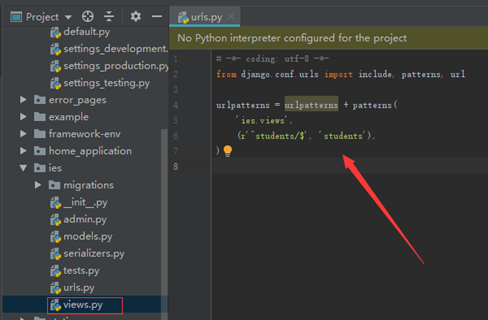 Project
urls.py
default.py
settings_development.
settings_production.py
settings_testing.py
error_pages
example
framework-env
home_application
ies
migrations
__init__.py
admin.py
models.py
serializers.py
tests.py
urls.py
views.py
No Python interpreter configured for the project
1 # -*- coding: utf-8 -*-
2 from django.conf.urls import include, patterns, url
3
4 urlpatterns = urlpatterns + patterns(
5 'ies.views',
6 (r'^students/$', 'students'),
7 )
8